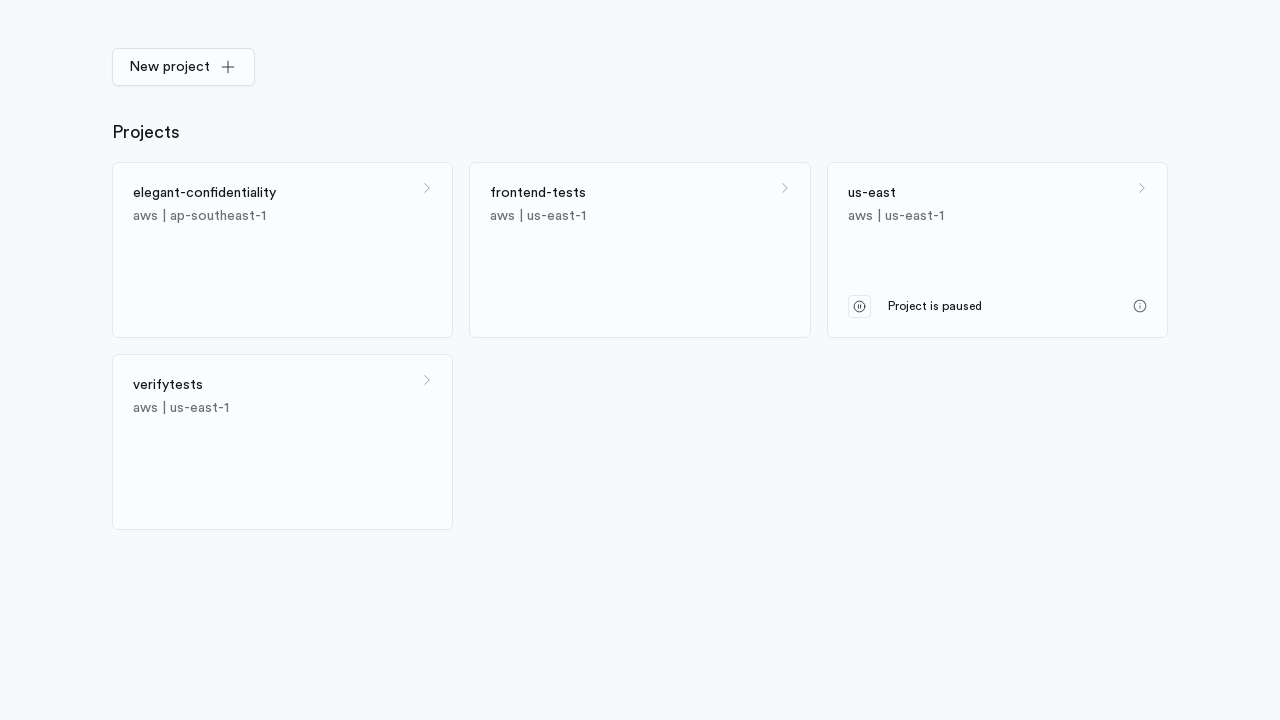 New project
Projects
elegant-confidentiality
aws | ap-southeast-1
frontend-tests
aws | us-east-1
us-east
aws | us-east-1
Project is paused
verifytests
aws | us-east-1